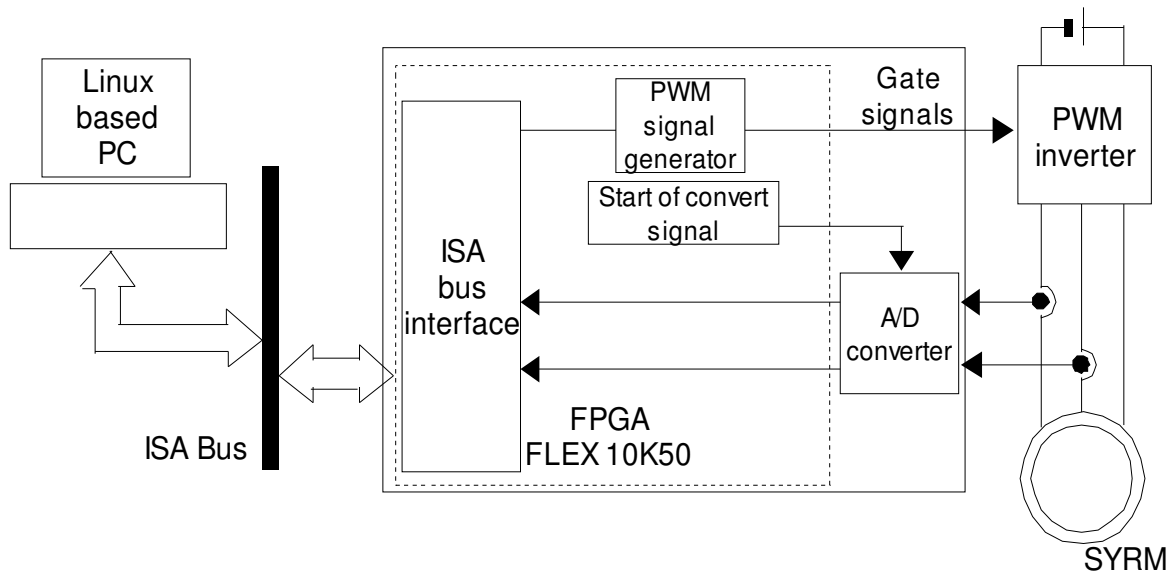 Linux
based
PC
ISA Bus
ISA
bus
interface
PWM
signal
generator
Start of convert
signal
FPGA
FLEX 10K50
Gate
signals
A/D
converter
PWM
inverter
SYRM